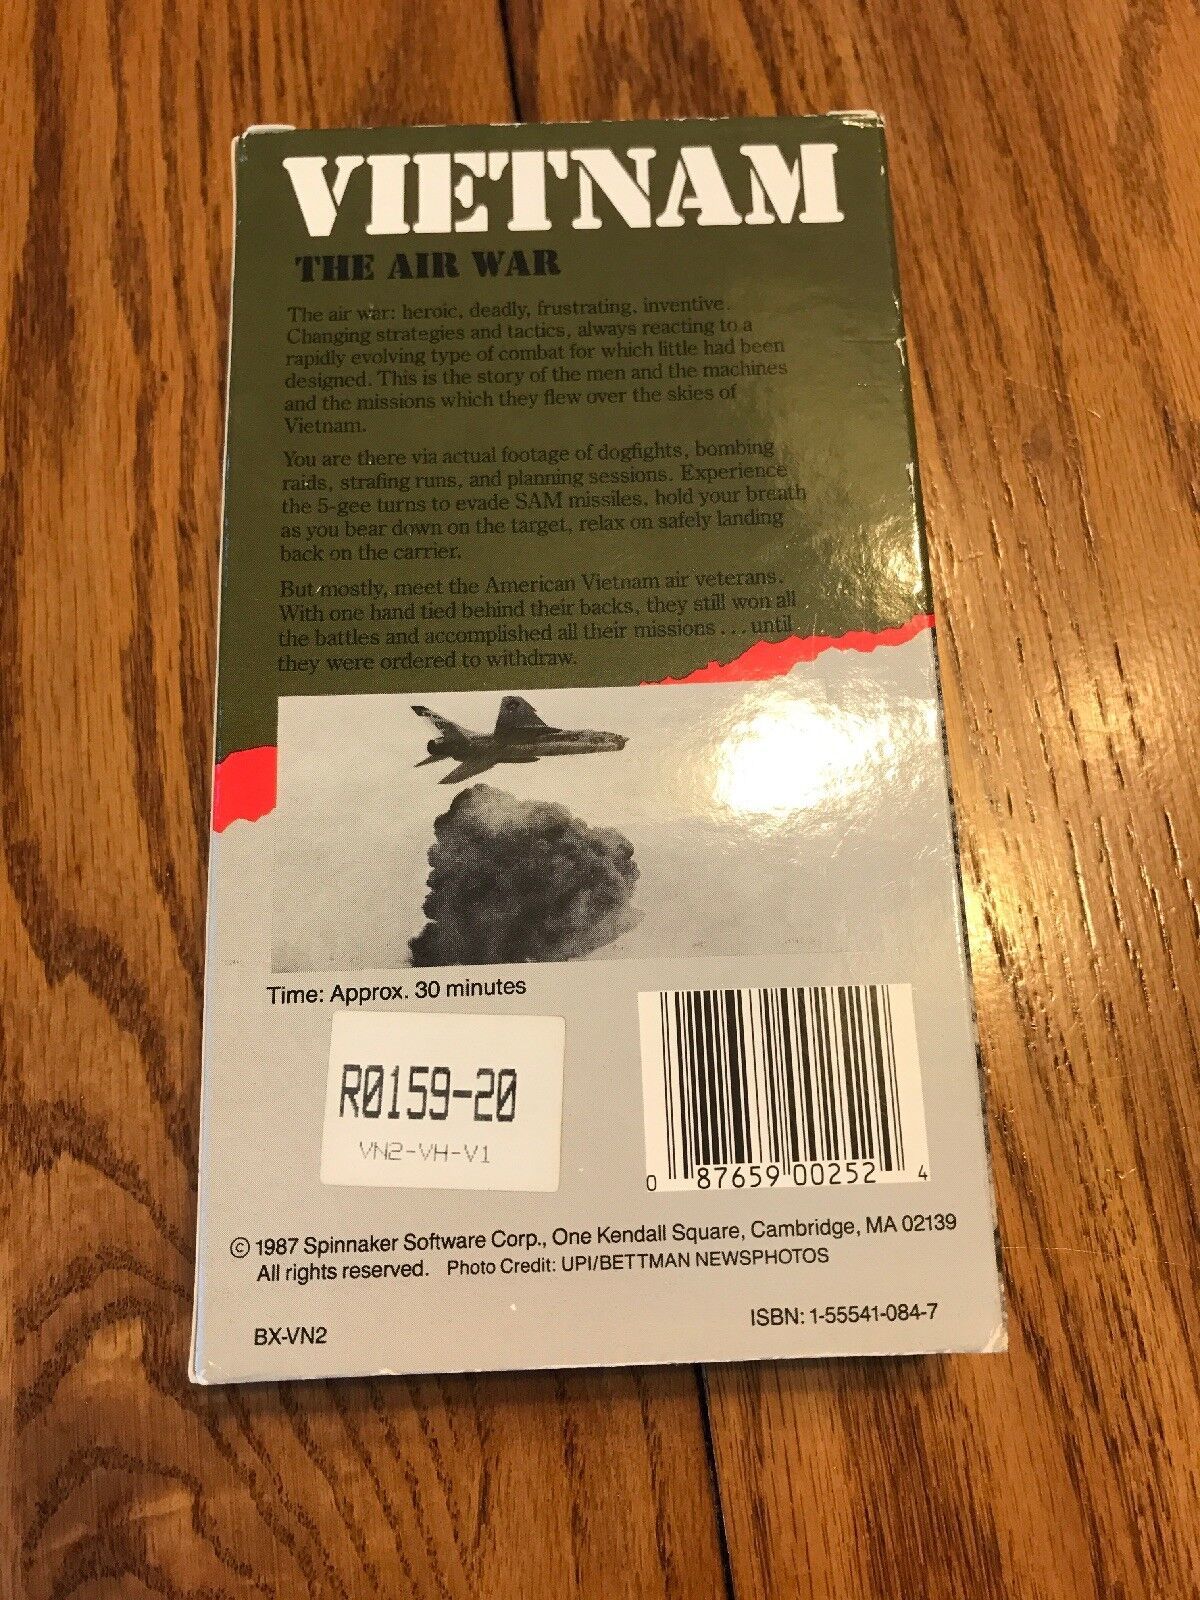 VIETNAM
THE AIR WAR
The air war: heroic, deadly, frustrating, inventive.
Changing strategies and tactics, always reacting to a
rapidly evolving type of combat for which little had been
designed. This is the story of the men and the machines
and the missions which they flew over the skies of
Vietnam.
You are there via actual footage of dogfights, bombing
raids, strafing runs, and planning sessions. Experience
the 5-gee turns to evade SAM missiles, hold your breath
as you bear down on the target, relax on safely landing
back on the carrier.
But mostly, meet the American Vietnam air veterans.
With one hand tied behind their backs, they still won all
the battles and accomplished all their missions . . . until
they were ordered to withdraw.
Time: Approx. 30 minutes
R0159-20
VN2-VH-V1
0 87659 00252 4
© 1987 Spinnaker Software Corp., One Kendall Square, Cambridge, MA 02139
All rights reserved. Photo Credit: UPI/BETTMAN NEWSPHOTOS
ISBN: 1-55541-084-7
BX-VN2